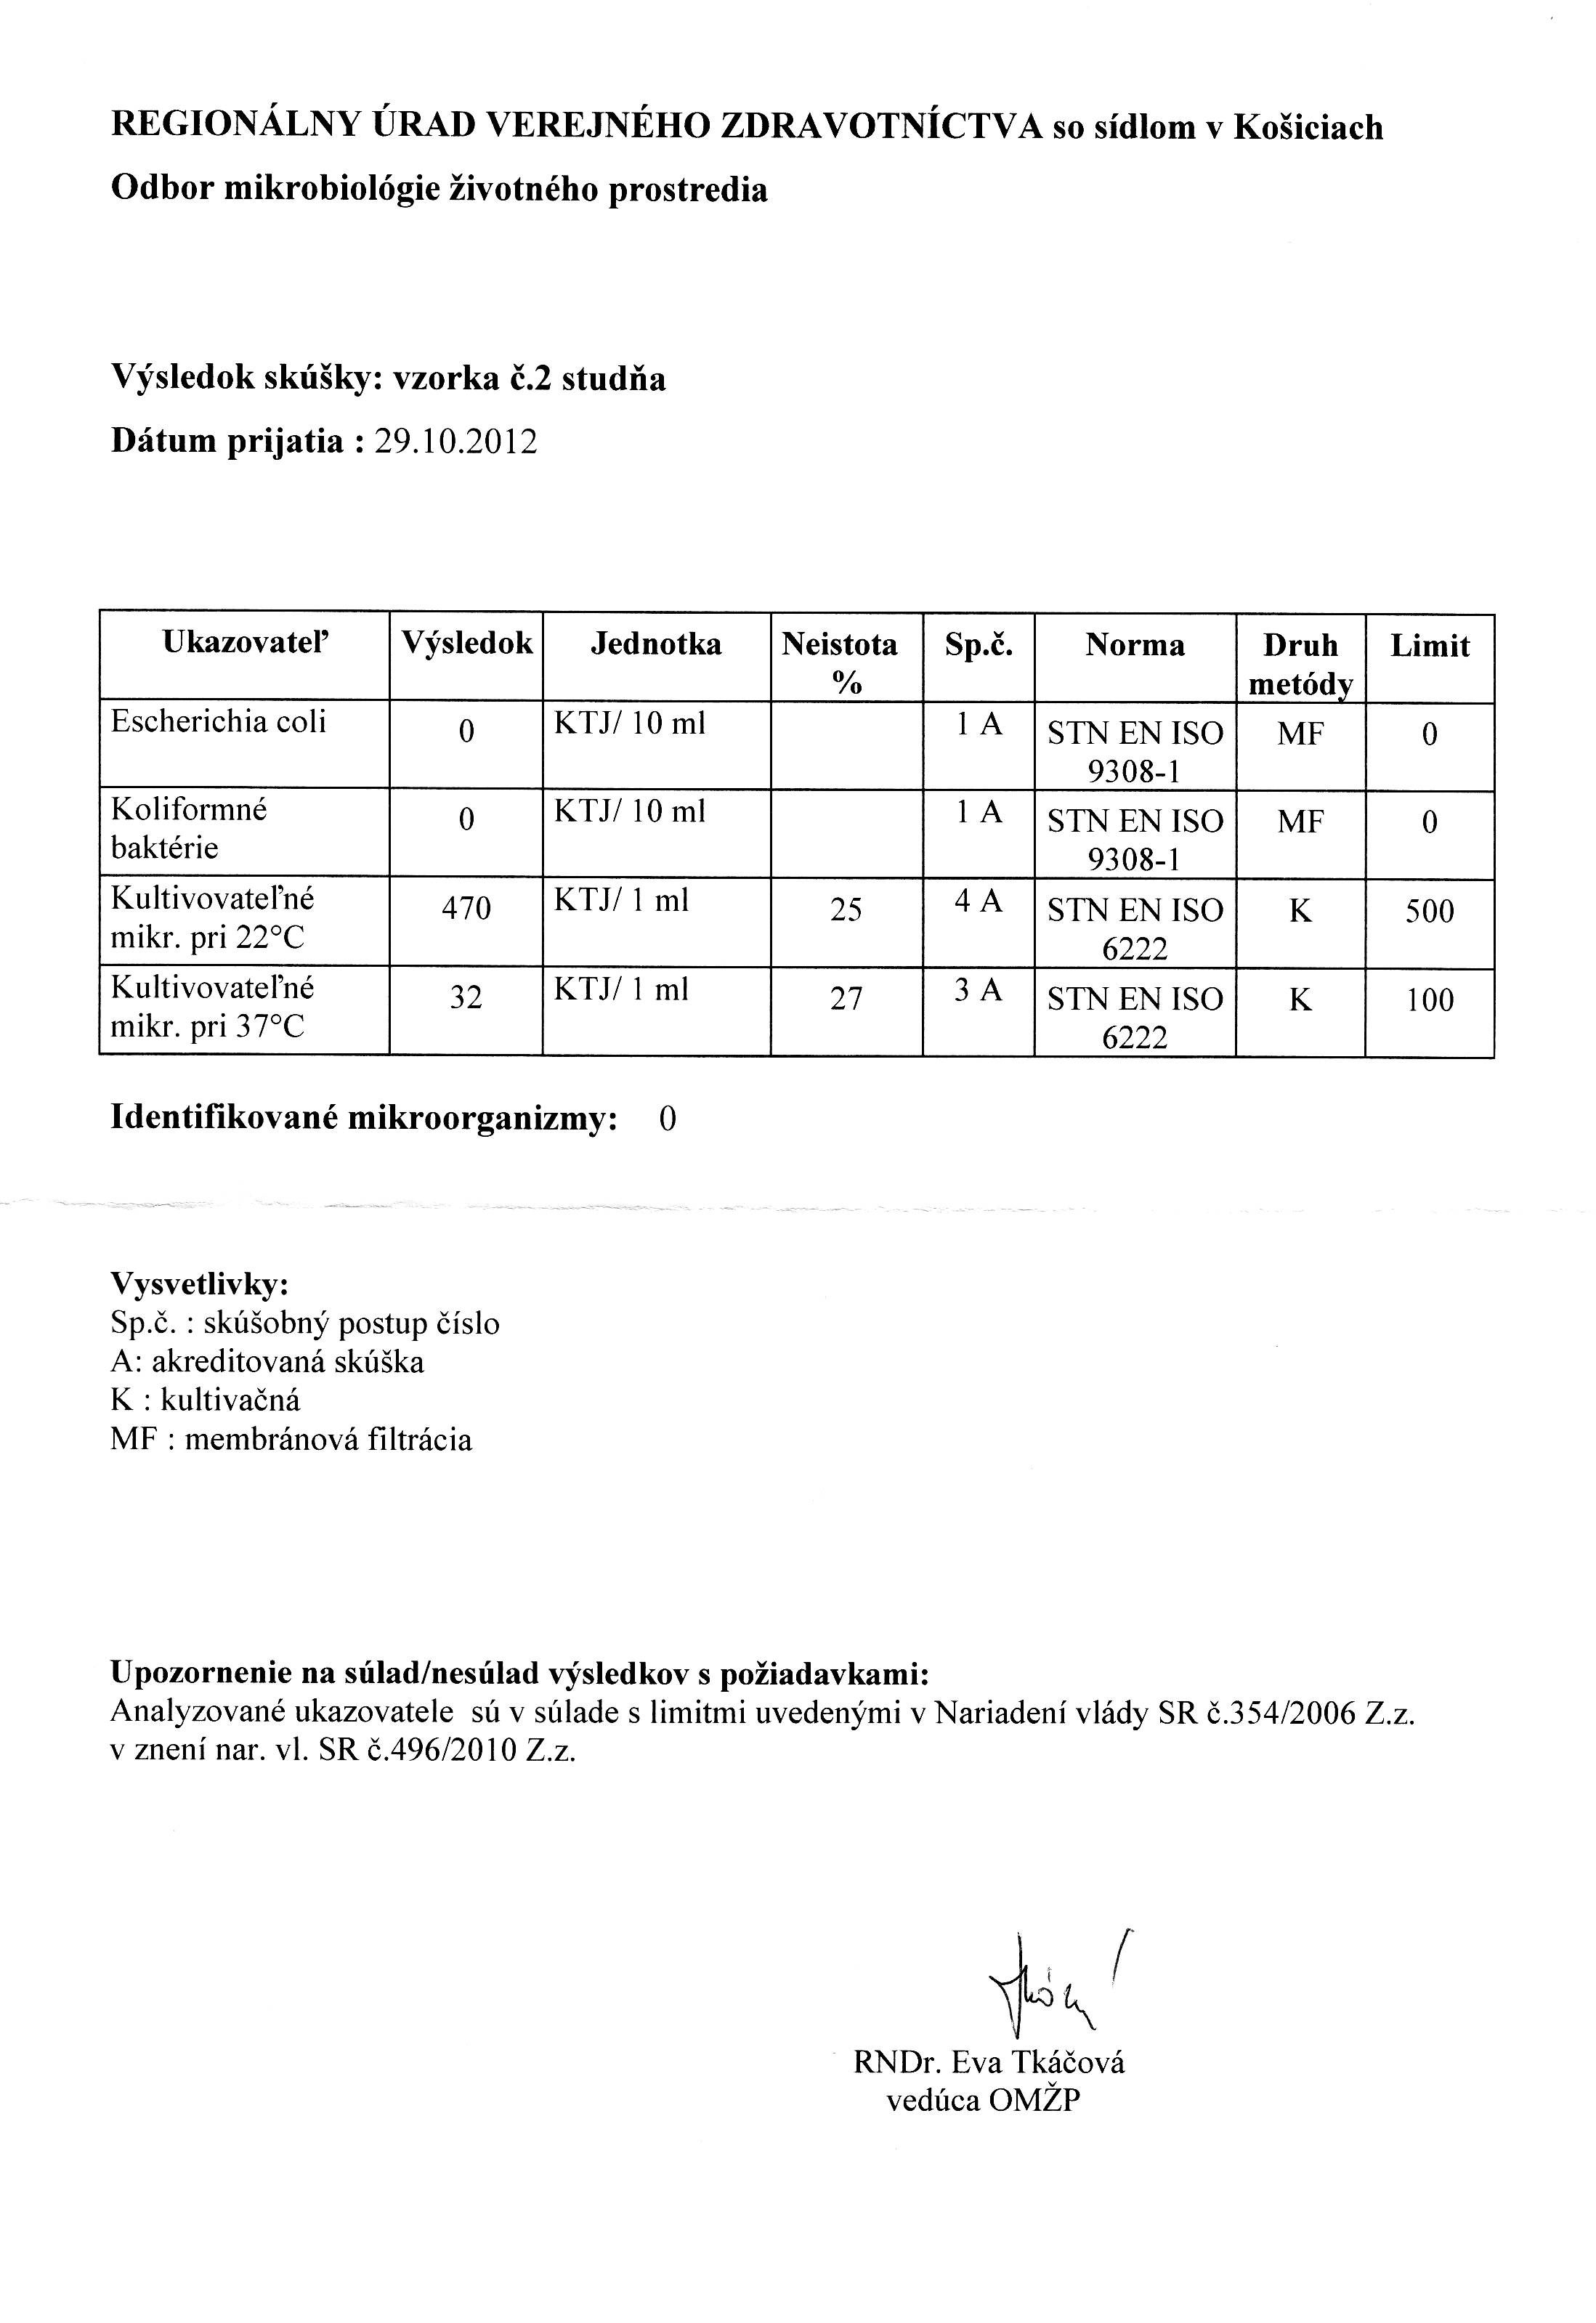 REGIONÁLNY ÚRAD VEREJNÉHO ZDRAVOTNÍCTVA so sídlom v Košiciach
Odbor mikrobiológie životného prostredia
Výsledok skúšky: vzorka č.2 studňa
Dátum prijatia : 29.10.2012
Ukazovateľ Výsledok Jednotka Neistota % Sp.č. Norma Druh metódy Limit
Escherichia coli 0 KTJ/ 10 ml 1 A STN EN ISO 9308-1 MF 0
Koliformné baktérie 0 KTJ/ 10 ml 1 A STN EN ISO 9308-1 MF 0
Kultivovateľné mikr. pri 22°C 470 KTJ/ 1 ml 25 4 A STN EN ISO 6222 K 500
Kultivovateľné mikr. pri 37°C 32 KTJ/ 1 ml 27 3 A STN EN ISO 6222 K 100
Identifikované mikroorganizmy: 0
Vysvetlivky:
Sp.č. : skúšobný postup číslo
A: akreditovaná skúška
K : kultivačná
MF : membránová filtrácia
Upozornenie na súlad/nesúlad výsledkov s požiadavkami:
Analyzované ukazovatele sú v súlade s limitmi uvedenými v Nariadení vlády SR č.354/2006 Z.z.
v znení nar. vl. SR č.496/2010 Z.z.
RNDr. Eva Tkáčová
vedúca OMŽP